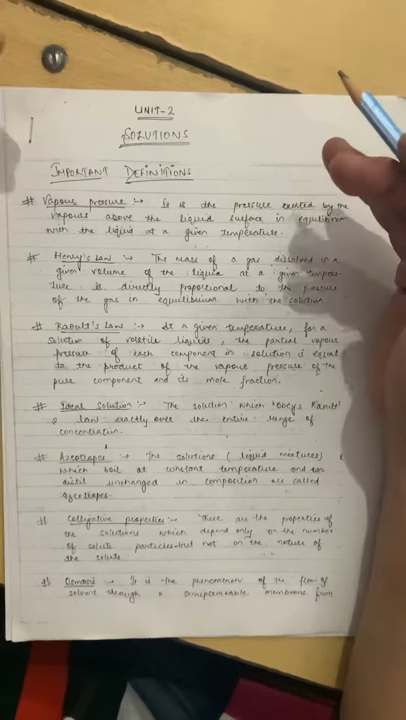 UNIT-2
SOLUTIONS
IMPORTANT DEFINITIONS
# Vapour pressure :→ It is the pressure exerted by the
vapours above the liquid surface in equilibrium
with the liquid at a given temperature.
# Henry's Law :→ The mass of a gas dissolved in a
given volume of the liquid at a given tempera-
ture is directly proportional to the pressure
of the gas in equilibrium with the solution
# Raoult's Law :→ At a given temperature, for a
solution of volatile liquids, the partial vapour
pressure of each component in solution is equal
to the product of the vapour pressure of the
pure component and its mole fraction.
# Ideal solution :→ The solution which obeys Raoult'
s law exactly over the entire range of
concentration.
# Azeotropes :→ The solutions (liquid mixtures)
which boil at constant temperature and can
distil unchanged in composition are called
azeotropes.
# Colligative properties :→ These are the properties of
the solutions which depend only on the number
of solute particles but not on the nature of
the solute
# Osmosis :→ It is the phenomenon of the flow of
solvent through a semipermeable membrane from